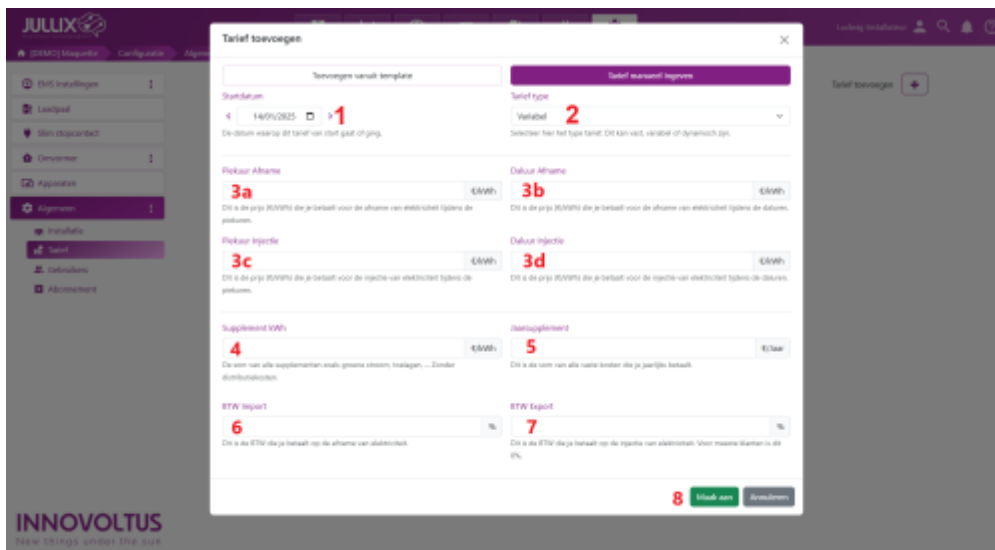 JULLIX
Tarief toevoegen
Ludwig Installateur
[DEMO] Maquette Configuratie
EMS Instellingen
Laadpaal
Slim stopcontact
Omvormer
Apparaten
Algemeen
Installatie
Tarief
Gebruikers
Abonnement
Toevoegen vanuit template
Tarief manueel ingeven
Tarief toevoegen
Startdatum
Tarief type
14/01/2025
1
Variabel
2
De datum waarop dit tarief van start gaat of ging.
Selecteer hier het type tarief. Dit kan vast, variabel of dynamisch zijn.
Piekuur Afname
Daluur Afname
3a
€/kWh
3b
€/kWh
Dit is de prijs (€/kWh) die je betaalt voor de afname van elektriciteit tijdens de
piekuren.
Dit is de prijs (€/kWh) die je betaalt voor de afname van elektriciteit tijdens de daluren.
Piekuur Injectie
Daluur Injectie
3c
€/kWh
3d
€/kWh
Dit is de prijs (€/kWh) die je betaalt voor de injectie van elektriciteit tijdens de
piekuren.
Dit is de prijs (€/kWh) die je betaalt voor de injectie van elektriciteit tijdens de daluren.
Supplement kWh
Jaarsupplement
4
€/kWh
5
€/Jaar
De som van alle supplementen zoals groene stroom, toeslagen, ... Zonder
distributiekosten.
Dit is de som van alle vaste kosten die je jaarlijks betaalt.
BTW Import
BTW Export
6
%
7
%
Dit is de BTW die je betaalt op de afname van elektriciteit.
Dit is de BTW die je betaalt op de injectie van elektriciteit. Voor meeste klanten is dit
0%.
8
Maak aan
Annuleren
INNOVOLTUS
New things under the sun